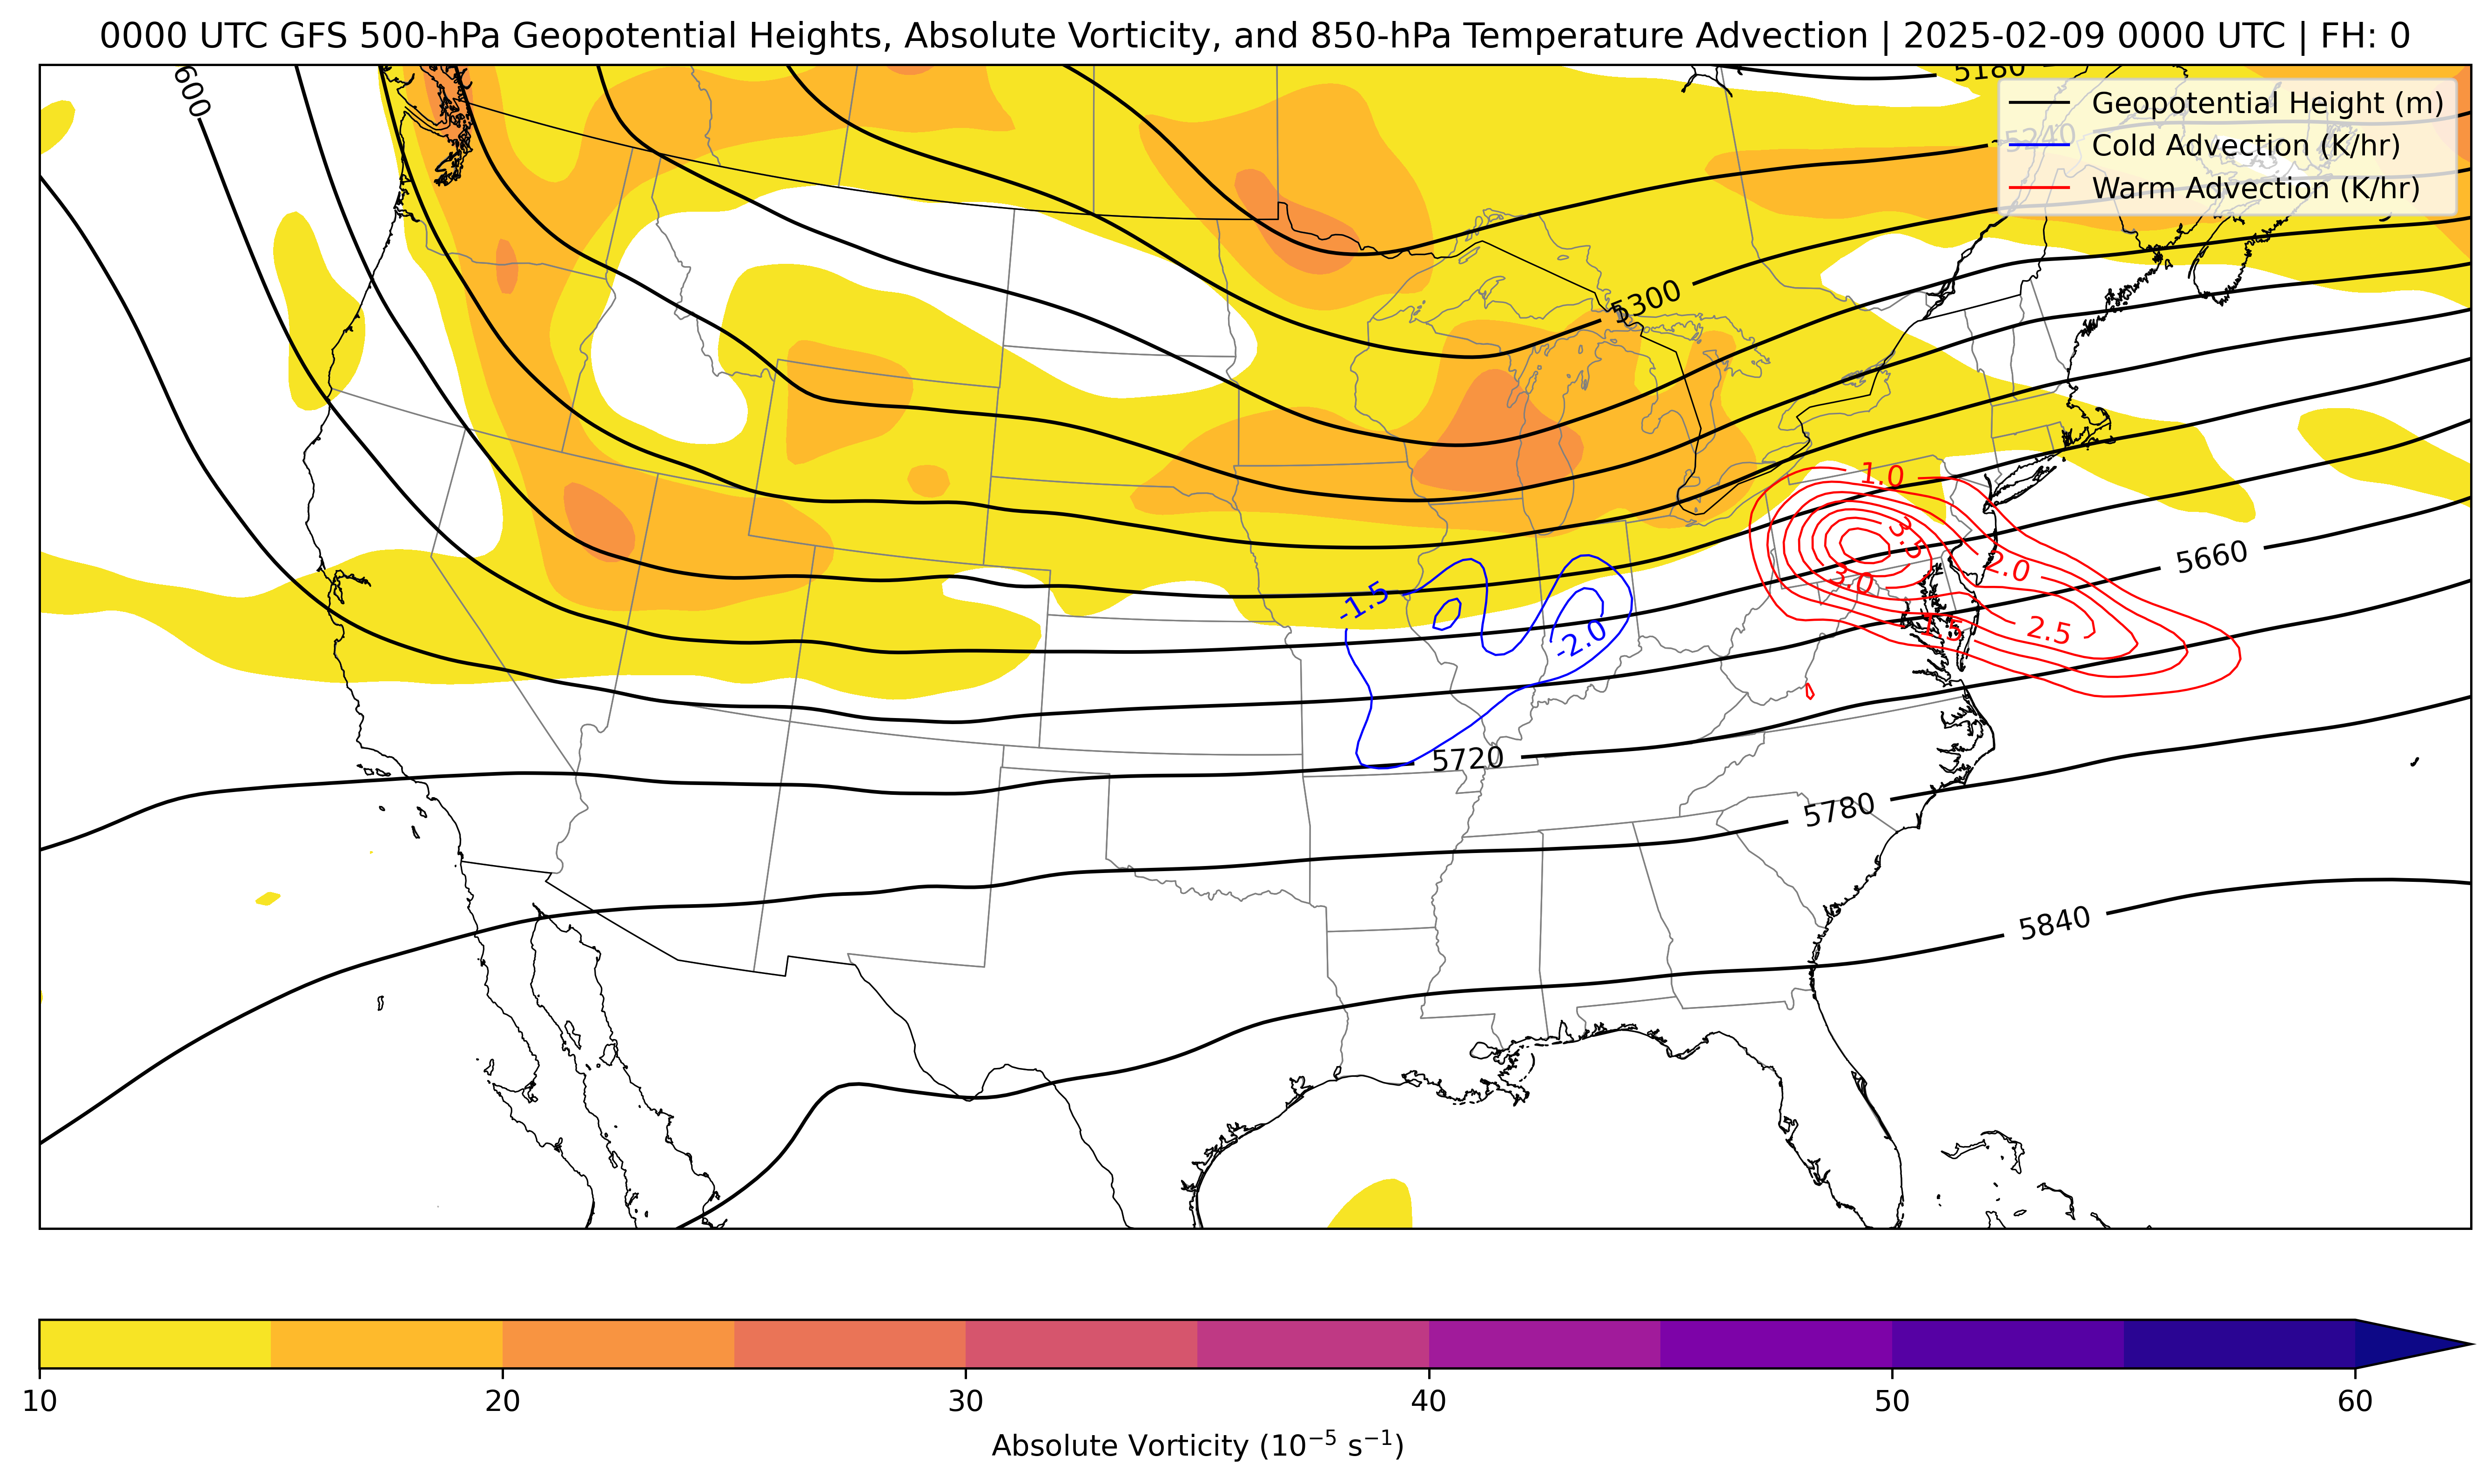 0000 UTC GFS 500-hPa Geopotential Heights, Absolute Vorticity, and 850-hPa Temperature Advection | 2025-02-09 0000 UTC | FH: 0
5180
Geopotential Height (m)
Cold Advection (K/hr)
Warm Advection (K/hr)
600
5240
5300
1.0
3.5
5660
2.0
3.0
-1.5
1.5
2.5
-2.0
5720
5780
5840
10 20 30 40 50 60
Absolute Vorticity (10⁻⁵ s⁻¹)